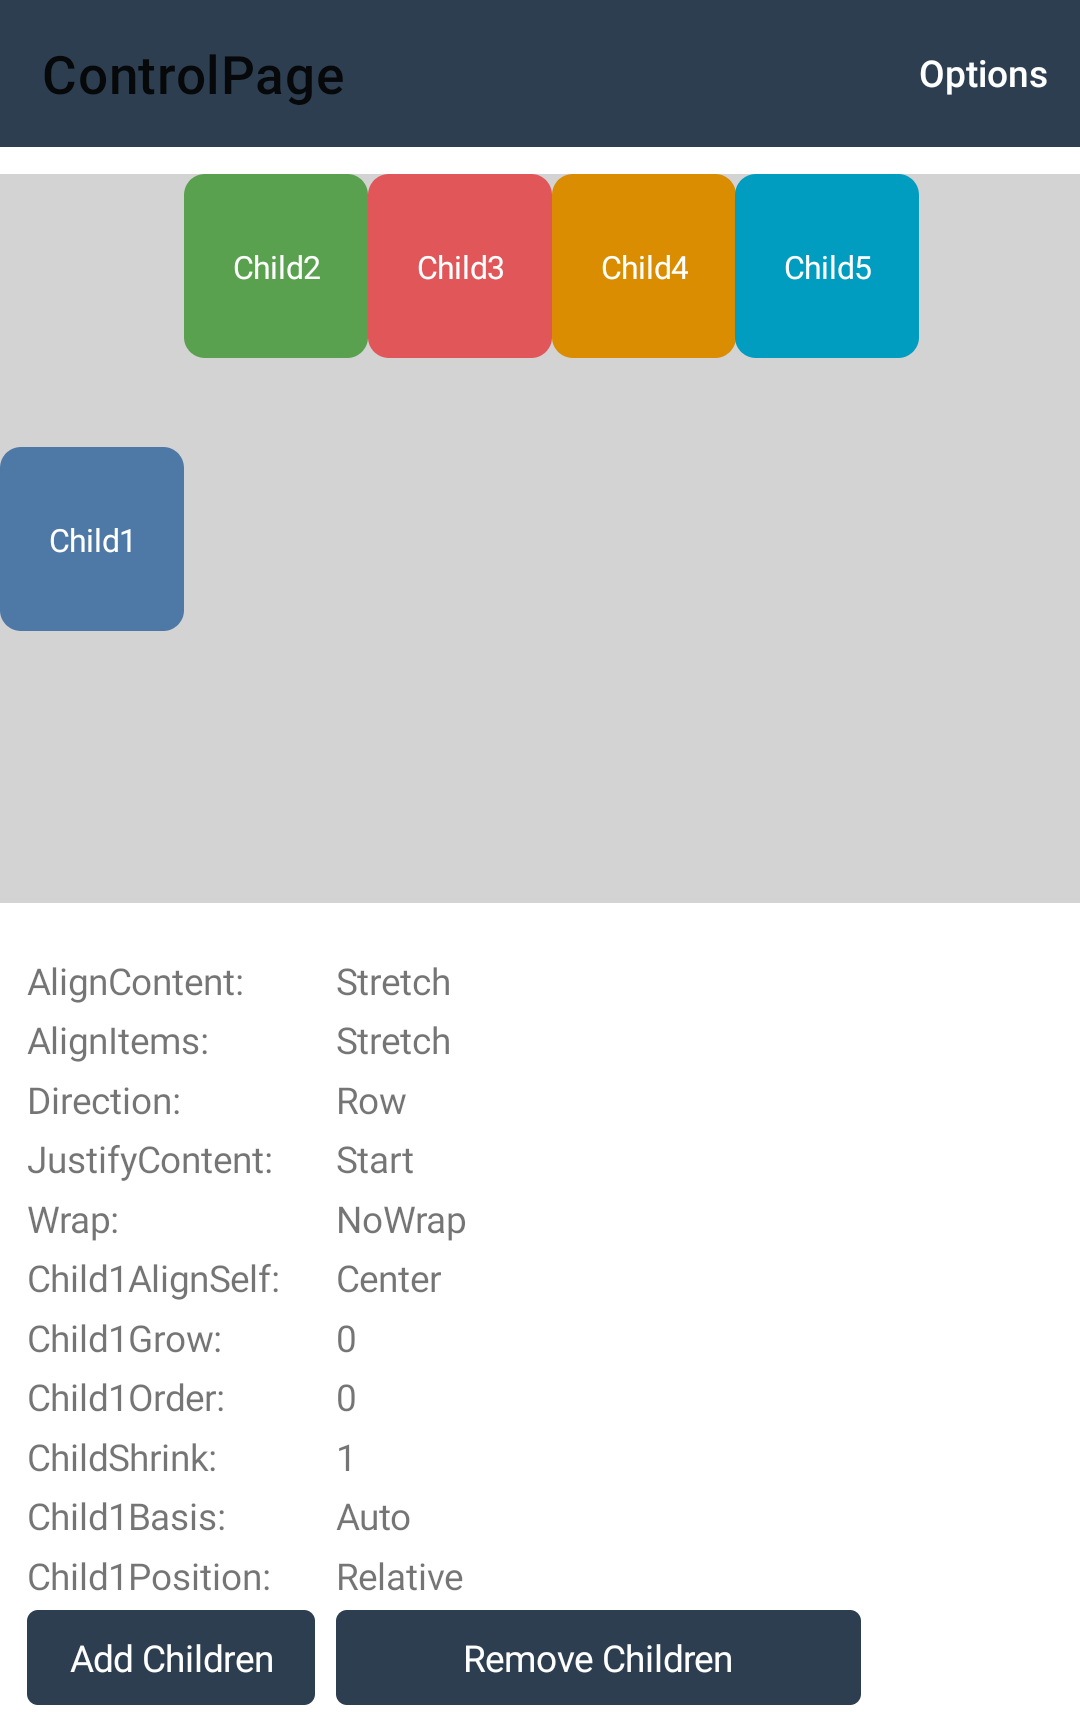 ControlPage Options
Child2 Child3 Child4 Child5
Child1
AlignContent: Stretch
AlignItems: Stretch
Direction: Row
JustifyContent: Start
Wrap: NoWrap
Child1AlignSelf: Center
Child1Grow: 0
Child1Order: 0
ChildShrink: 1
Child1Basis: Auto
Child1Position: Relative
Add Children Remove Children